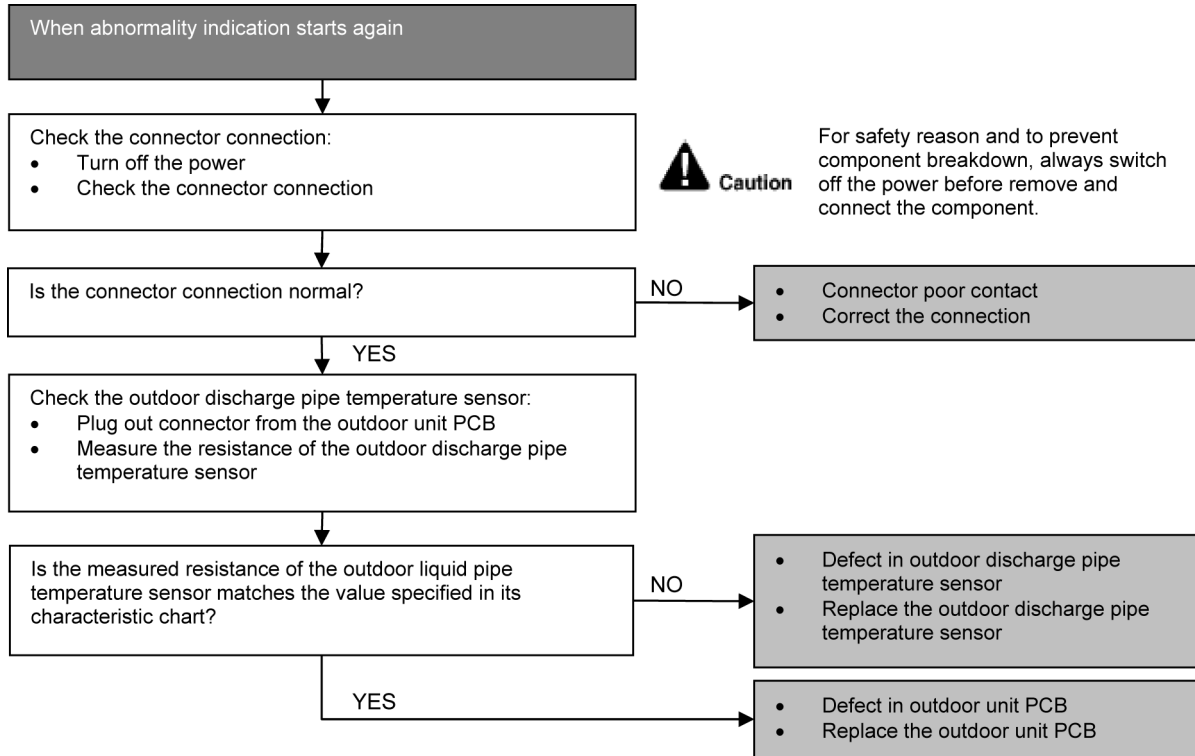 When abnormality indication starts again
Check the connector connection:
• Turn off the power
• Check the connector connection
Caution
For safety reason and to prevent
component breakdown, always switch
off the power before remove and
connect the component.
Is the connector connection normal?
NO
• Connector poor contact
• Correct the connection
YES
Check the outdoor discharge pipe temperature sensor:
• Plug out connector from the outdoor unit PCB
• Measure the resistance of the outdoor discharge pipe
temperature sensor
Is the measured resistance of the outdoor liquid pipe
temperature sensor matches the value specified in its
characteristic chart?
NO
• Defect in outdoor discharge pipe
temperature sensor
• Replace the outdoor discharge pipe
temperature sensor
YES
• Defect in outdoor unit PCB
• Replace the outdoor unit PCB